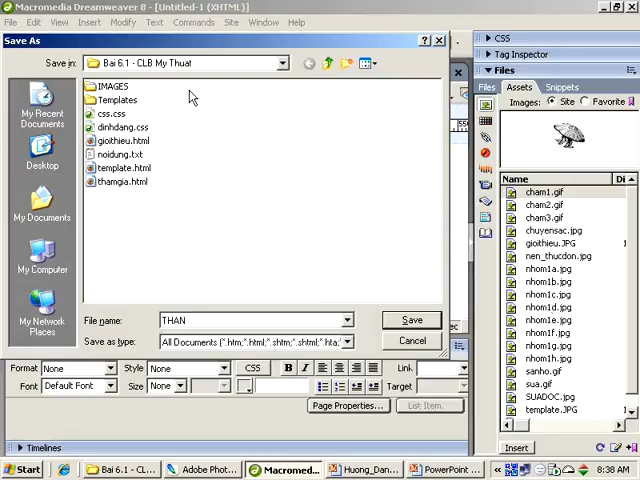 Macromedia Dreamweaver 8 - [Untitled-1 (XHTML)]
File Edit View Insert Modify Text Commands Site Window Help
Save As
Save in: Bai 6.1 - CLB My Thuat
My Recent Documents
Desktop
My Documents
My Computer
My Network Places
IMAGES
Templates
css.css
dinhdang.css
gioithieu.html
noidung.txt
template.html
thamgia.html
File name: THAN
Save
Save as type: All Documents (*.htm;*.html;*.shtm;*.shtml;*.hta;
Cancel
Format None Style None CSS B I Link
Font Default Font Size None Target
Page Properties... List Item...
Timelines
CSS
Tag Inspector
Files
Files Assets Snippets
Images: Site Favorite
Name Di
cham1.gif
cham2.gif
cham3.gif
chuyensac.jpg
gioithieu.JPG
nen_thucdon.jpg
nhom1a.jpg
nhom1b.jpg
nhom1c.jpg
nhom1d.jpg
nhom1e.jpg
nhom1f.jpg
nhom1g.jpg
nhom1h.jpg
sanho.gif
sua.gif
SUADOC.jpg
template.JPG
Insert
Start Bai 6.1 - CL... Adobe Phot... Macromed... Huong_Dan... PowerPoint ... 8:38 AM